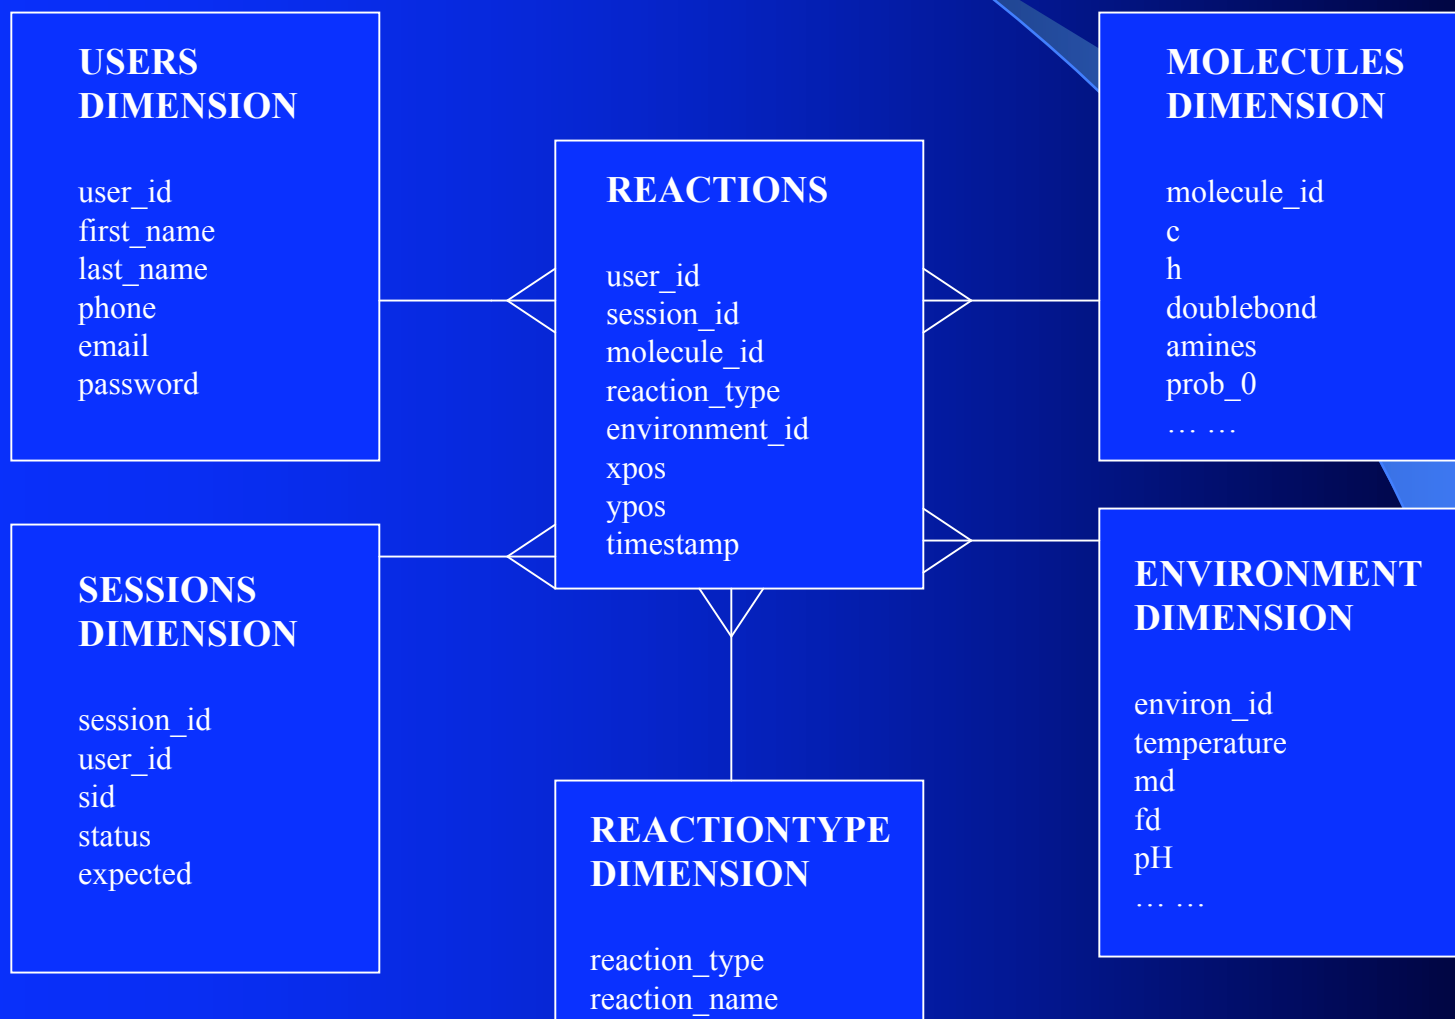 USERS
DIMENSION
user_id
first_name
last_name
phone
email
password
REACTIONS
user_id
session_id
molecule_id
reaction_type
environment_id
xpos
ypos
timestamp
MOLECULES
DIMENSION
molecule_id
c
h
doublebond
amines
prob_0
... ...
SESSIONS
DIMENSION
session_id
user_id
sid
status
expected
REACTIONTYPE
DIMENSION
reaction_type
reaction_name
ENVIRONMENT
DIMENSION
environ_id
temperature
md
fd
pH
... ...